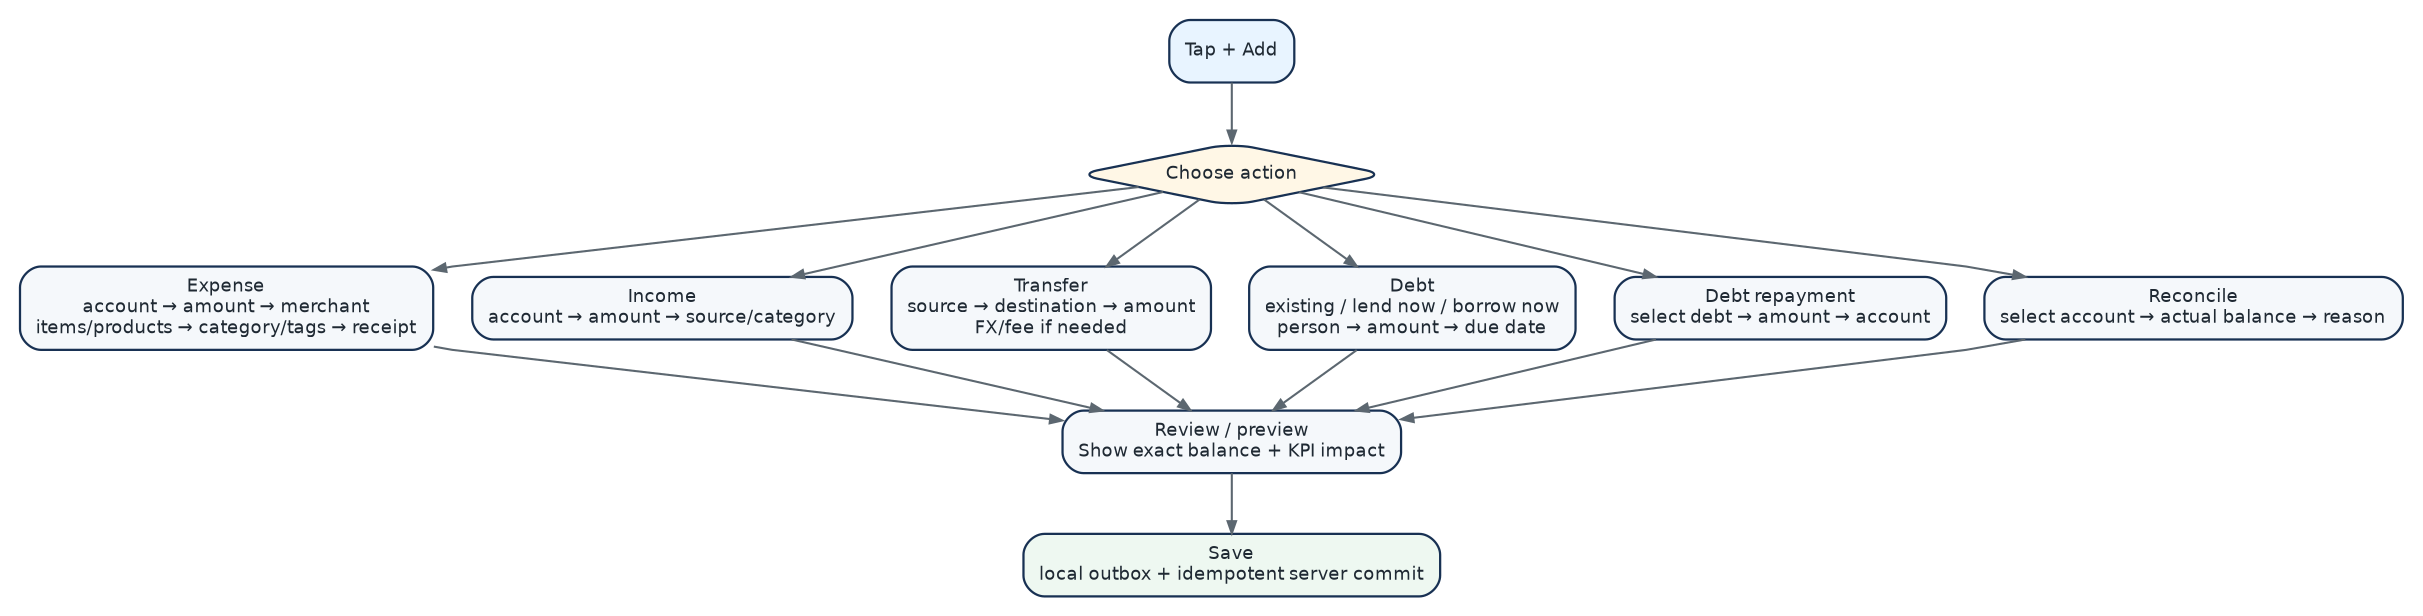 Tap + Add
Choose action
Expense
account → amount → merchant
items/products → category/tags → receipt
Income
account → amount → source/category
Transfer
source → destination → amount
FX/fee if needed
Debt
existing / lend now / borrow now
person → amount → due date
Debt repayment
select debt → amount → account
Reconcile
select account → actual balance → reason
Review / preview
Show exact balance + KPI impact
Save
local outbox + idempotent server commit